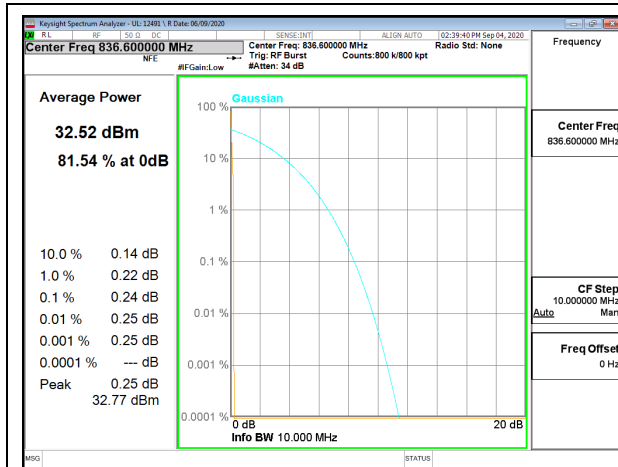 Keysight Spectrum Analyzer - UL: 12491 \ R Date: 06/09/2020
LXI RL RF 50 Ω DC SENSE:INT ALIGN AUTO 02:39:40 PM Sep 04, 2020
Center Freq 836.600000 MHz
NFE
#IFGain:Low
Center Freq: 836.600000 MHz
Trig: RF Burst Counts:800 k/800 kpt
#Atten: 34 dB
Radio Std: None
Frequency
Average Power
32.52 dBm
81.54 % at 0dB
10.0 % 0.14 dB
1.0 % 0.22 dB
0.1 % 0.24 dB
0.01 % 0.25 dB
0.001 % 0.25 dB
0.0001 % --- dB
Peak 0.25 dB
32.77 dBm
Gaussian
100 %
10 %
1 %
0.1 %
0.01 %
0.001 %
0.0001 %
0 dB 20 dB
Info BW 10.000 MHz
Center Freq
836.600000 MHz
CF Step
10.000000 MHz
Auto Man
Freq Offset
0 Hz
MSG STATUS